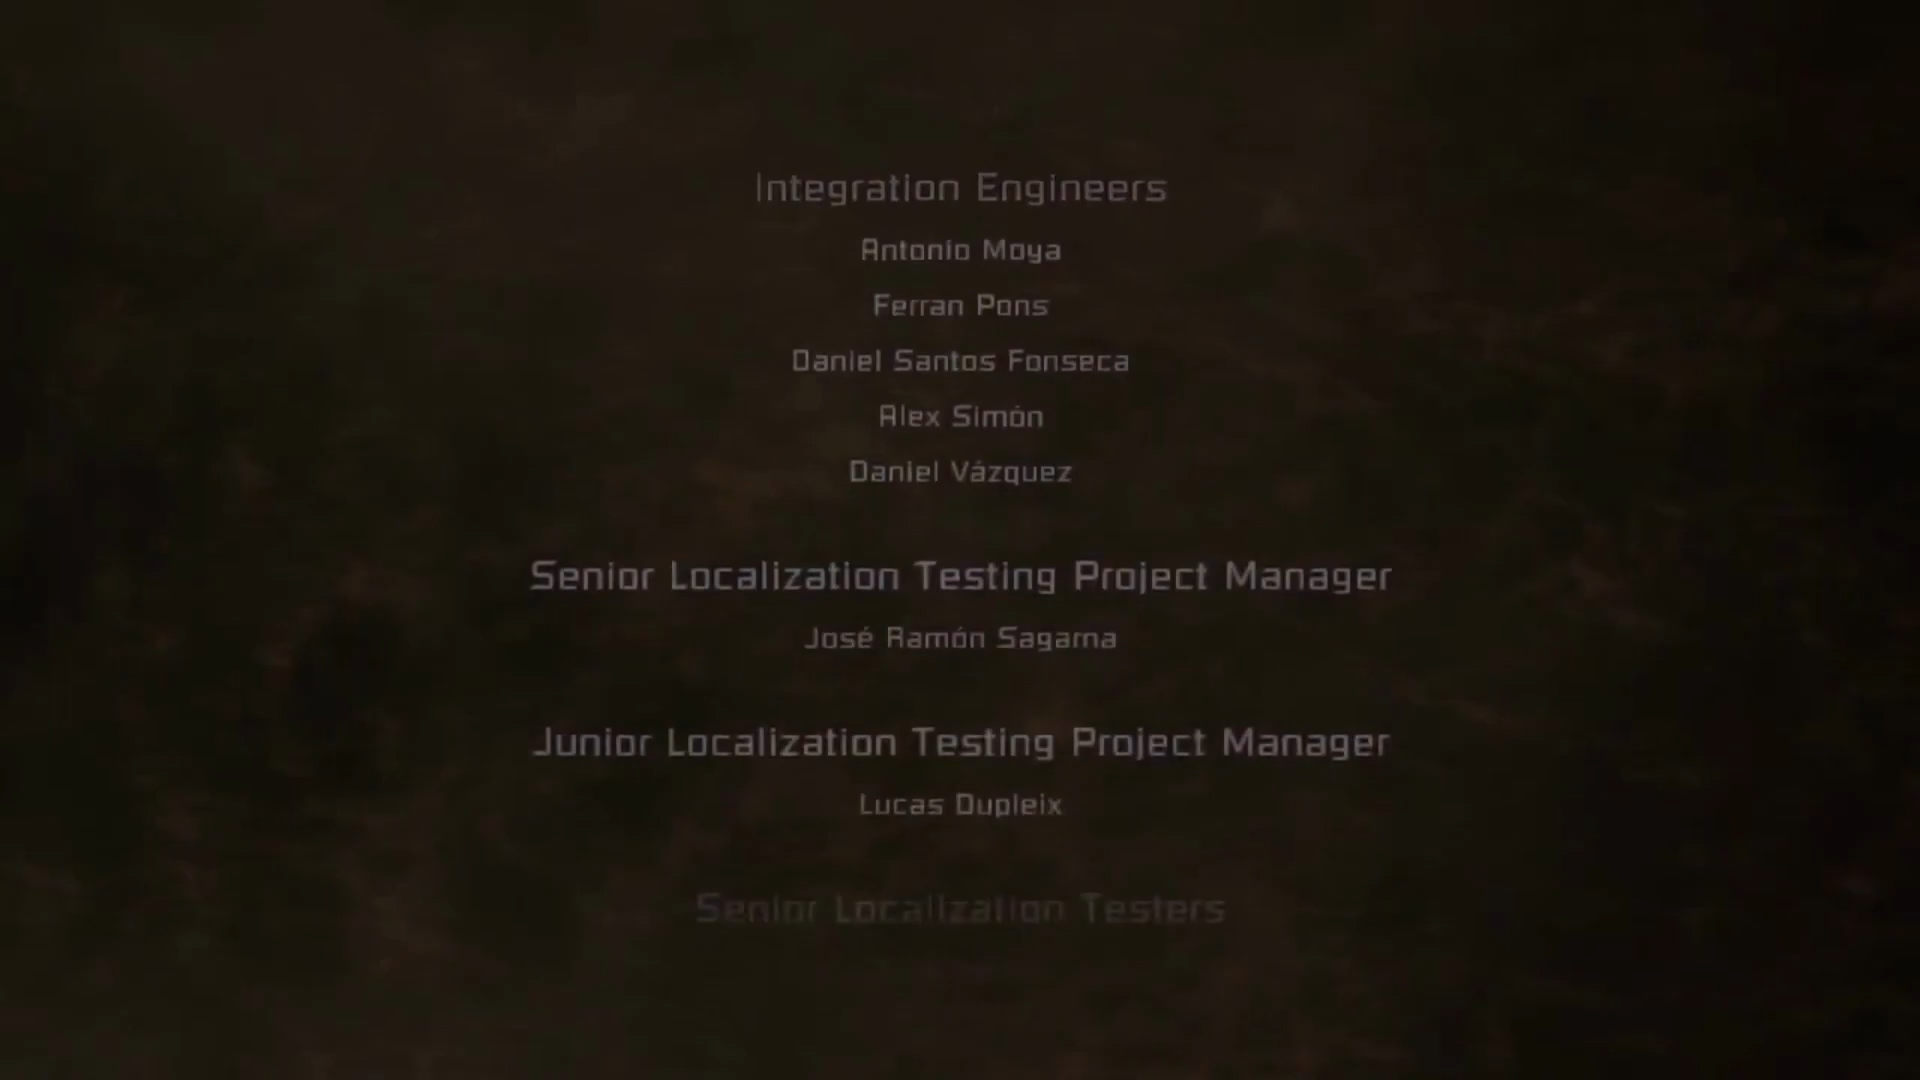 Integration Engineers
Antonio Moya
Ferran Pons
Daniel Santos Fonseca
Alex Simón
Daniel Vázquez
Senior Localization Testing Project Manager
José Ramón Sagarna
Junior Localization Testing Project Manager
Lucas Dupleix
Senior Localization Testers